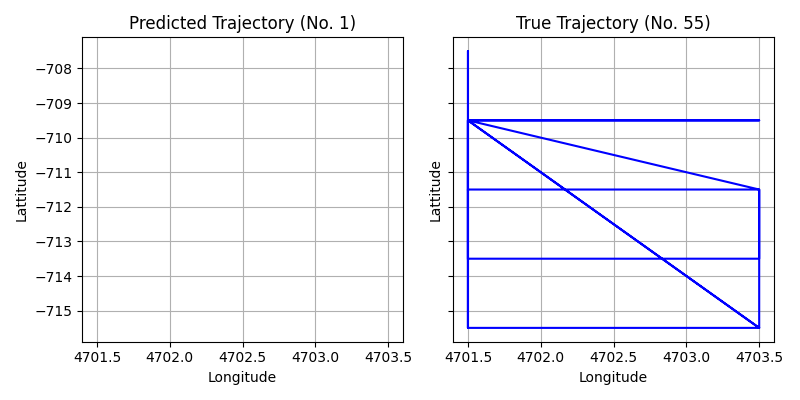 Predicted Trajectory (No. 1)
True Trajectory (No. 55)
−708
−709
−710
−711
−712
−713
−714
−715
Lattitude
Lattitude
4701.5 4702.0 4702.5 4703.0 4703.5
4701.5 4702.0 4702.5 4703.0 4703.5
Longitude
Longitude